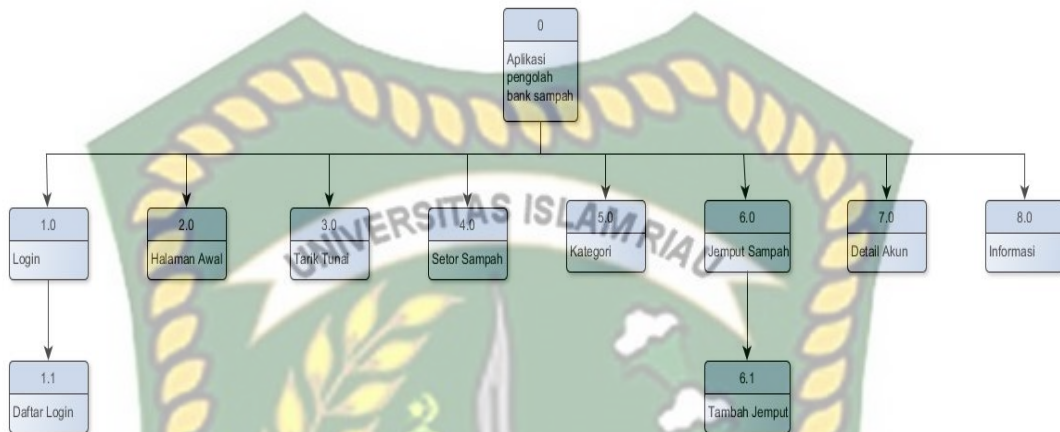 0
Aplikasi
pengolah
bank sampah
UNIVERSITAS ISLAM RIAU
1.0
Login
2.0
Halaman Awal
3.0
Tarik Tunai
4.0
Setor Sampah
5.0
Kategori
6.0
Jemput Sampah
7.0
Detail Akun
8.0
Informasi
1.1
Daftar Login
6.1
Tambah Jemput